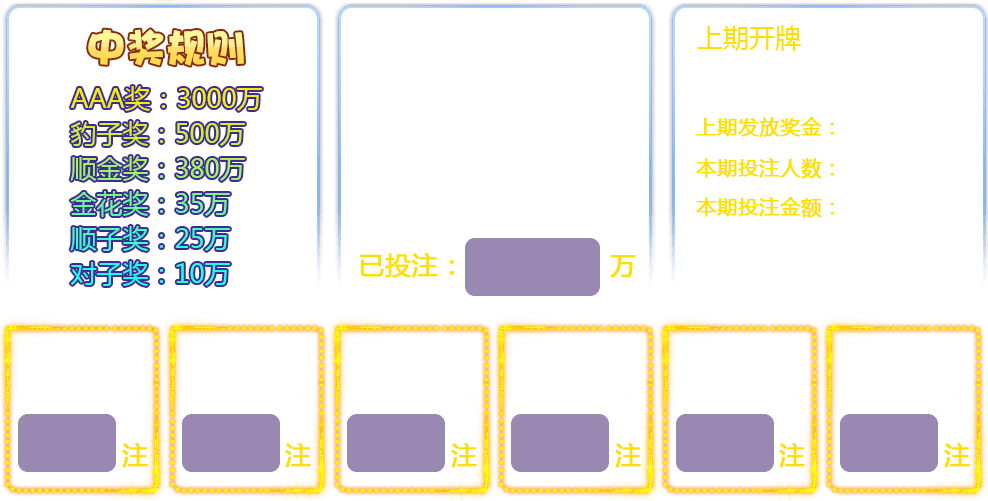 中奖规则
AAA奖：3000万
豹子奖：500万
顺金奖：380万
金花奖：35万
顺子奖：25万
对子奖：10万
已投注： 万
上期开牌
上期发放奖金：
本期投注人数：
本期投注金额：
注 注 注 注 注 注